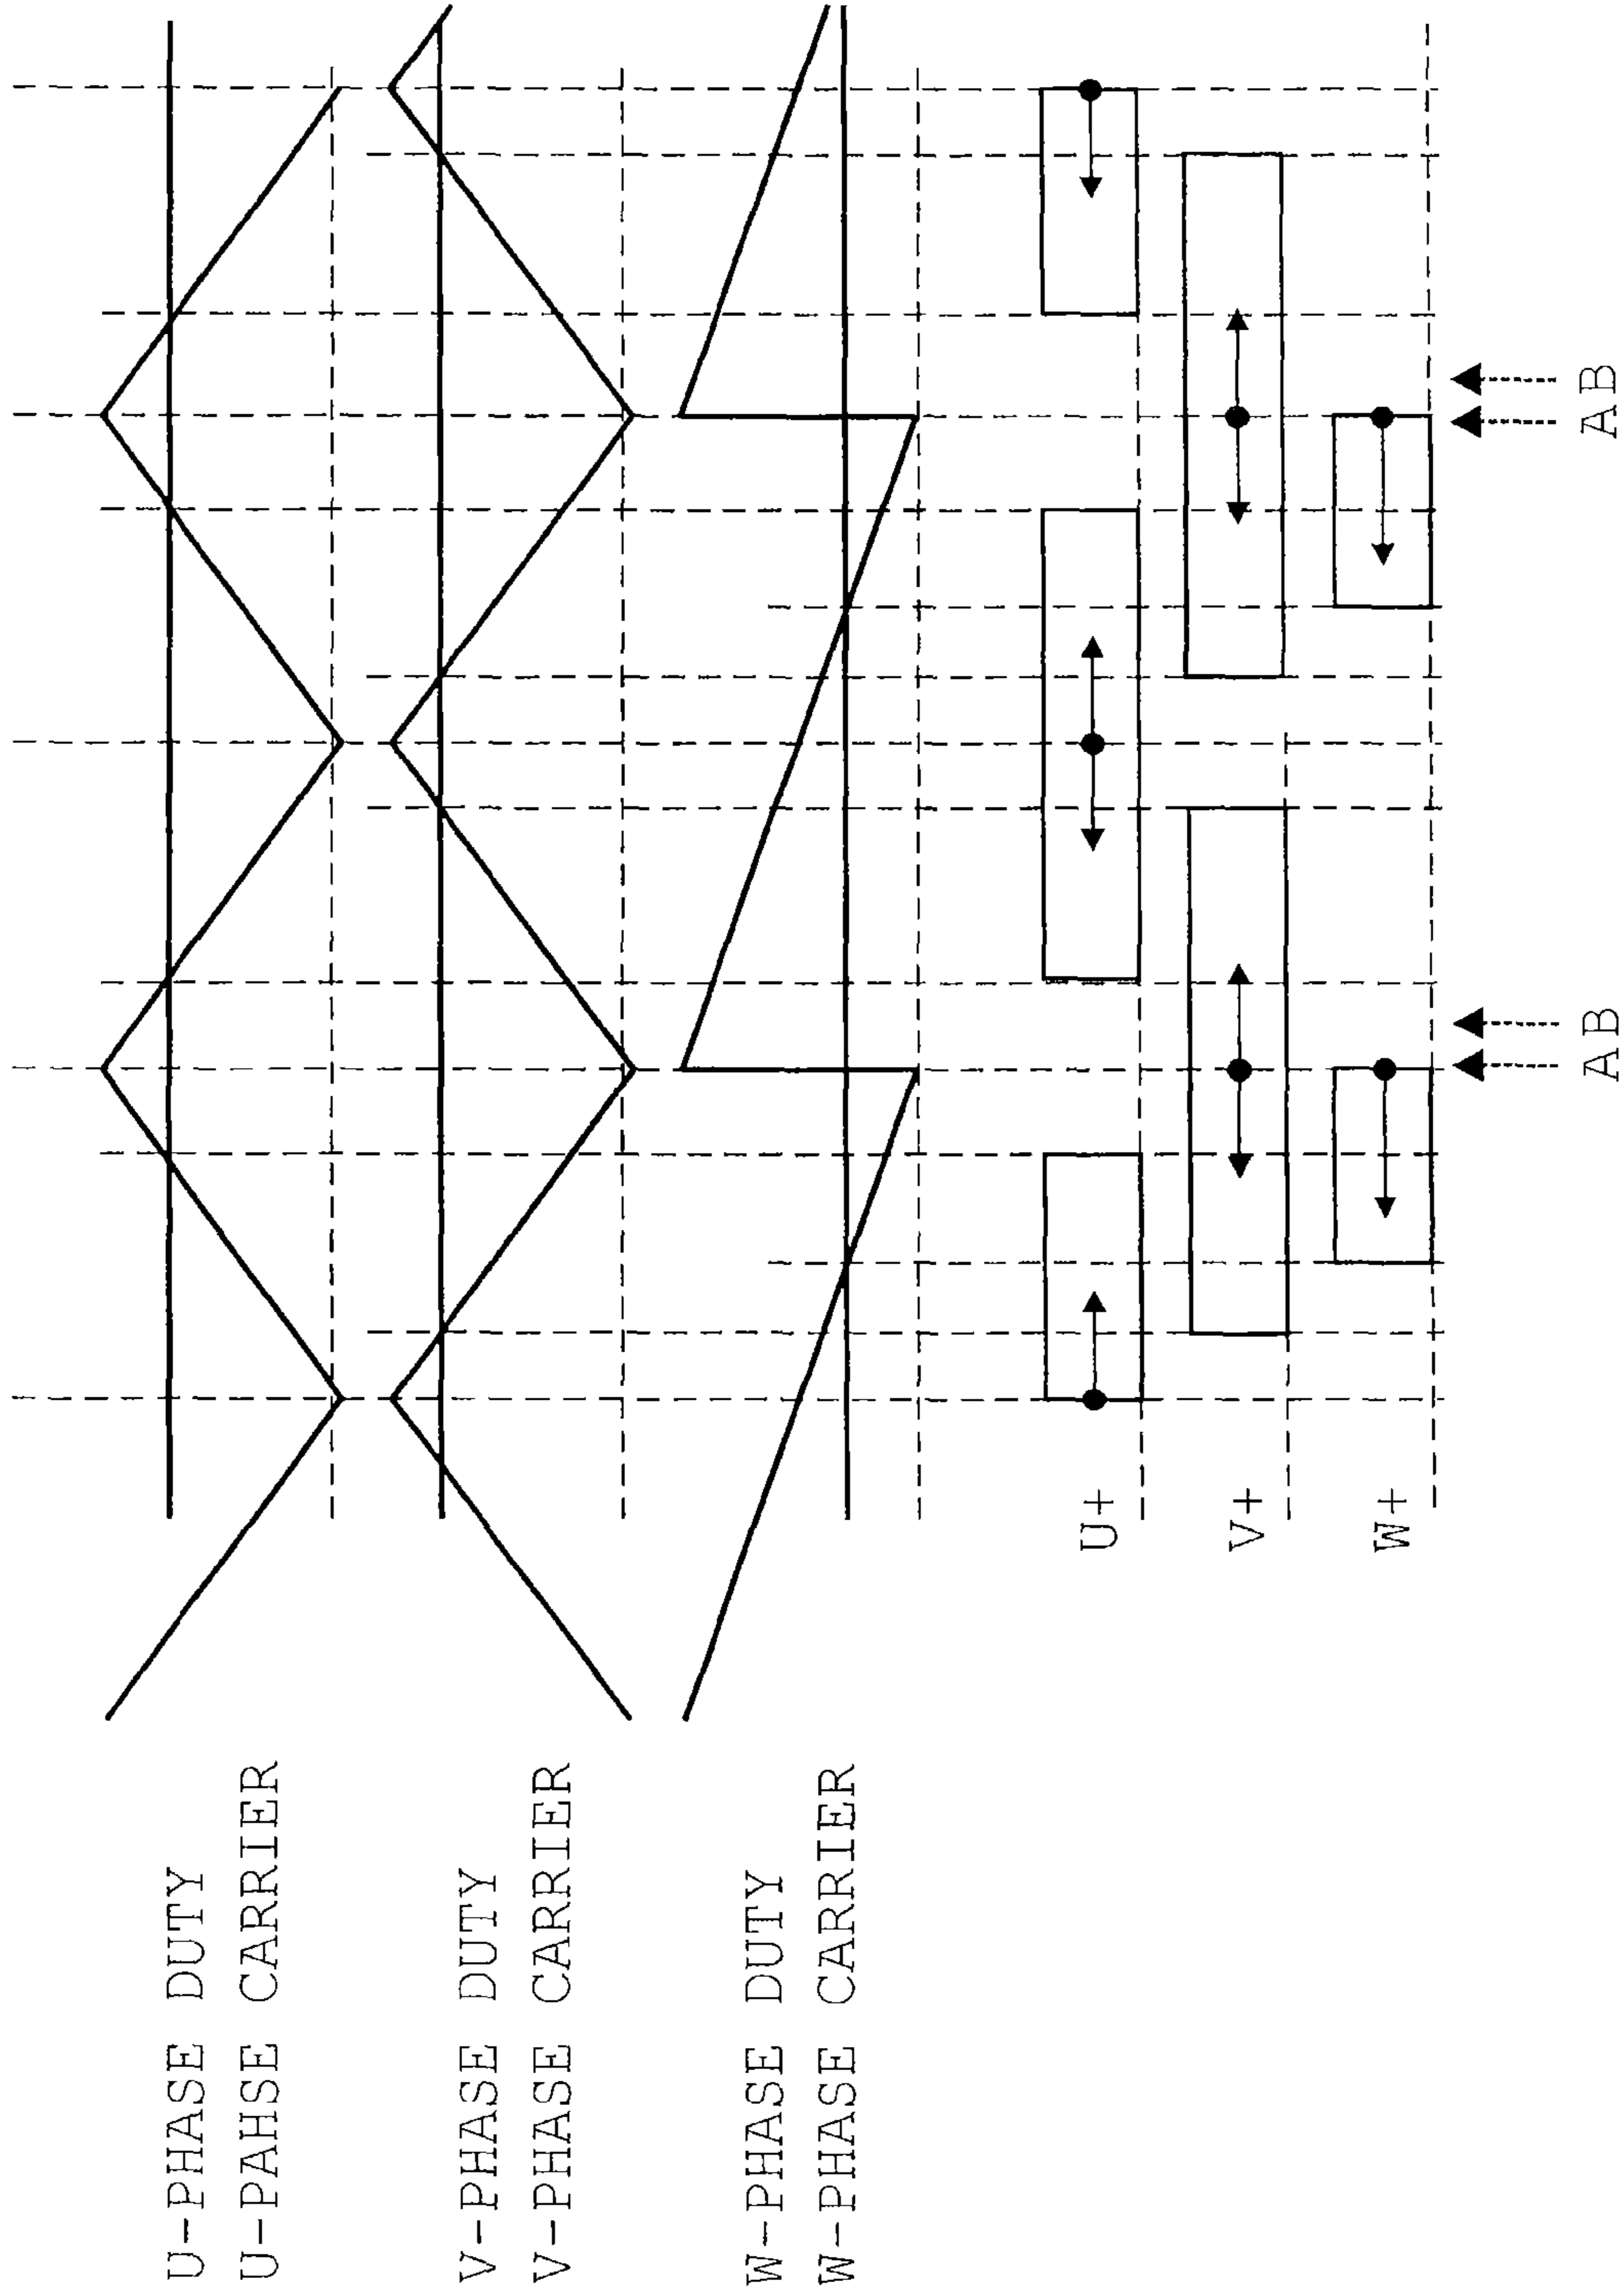 U-PHASE DUTY
U-PAHSE CARRIER
V-PHASE DUTY
V-PHASE CARRIER
W-PHASE DUTY
W-PHASE CARRIER
U+
V+
W+
A B
A B